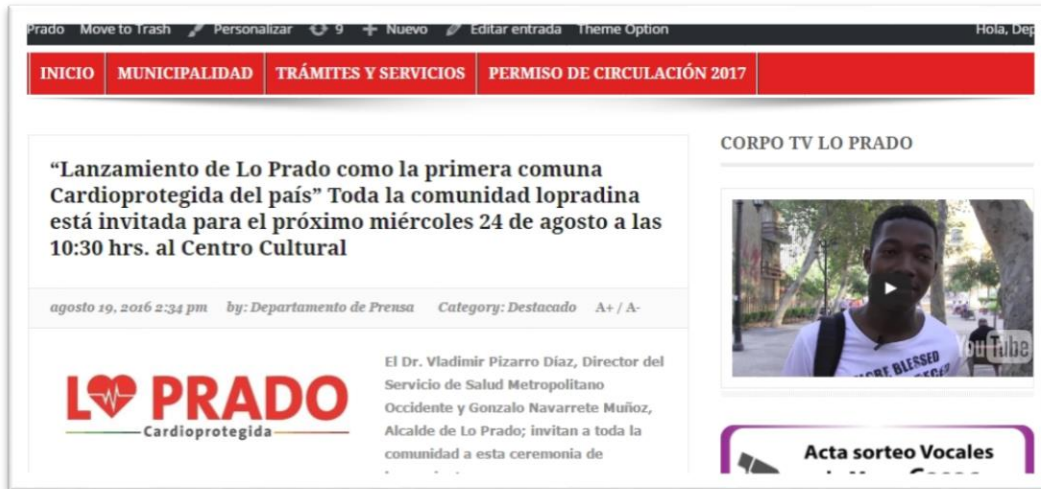 Prado Move to Trash Personalizar 9 Nuevo Editar entrada Theme Option Hola, Dep
INICIO MUNICIPALIDAD TRÁMITES Y SERVICIOS PERMISO DE CIRCULACIÓN 2017
“Lanzamiento de Lo Prado como la primera comuna
Cardioprotegida del país” Toda la comunidad lopradina
está invitada para el próximo miércoles 24 de agosto a las
10:30 hrs. al Centro Cultural
agosto 19, 2016 2:34 pm by: Departamento de Prensa Category: Destacado A+ / A-
LO PRADO
Cardioprotegida
El Dr. Vladimir Pizarro Díaz, Director del
Servicio de Salud Metropolitano
Occidente y Gonzalo Navarrete Muñoz,
Alcalde de Lo Prado; invitan a toda la
comunidad a esta ceremonia de
CORPO TV LO PRADO
BLESSED
You Tube
Acta sorteo Vocales